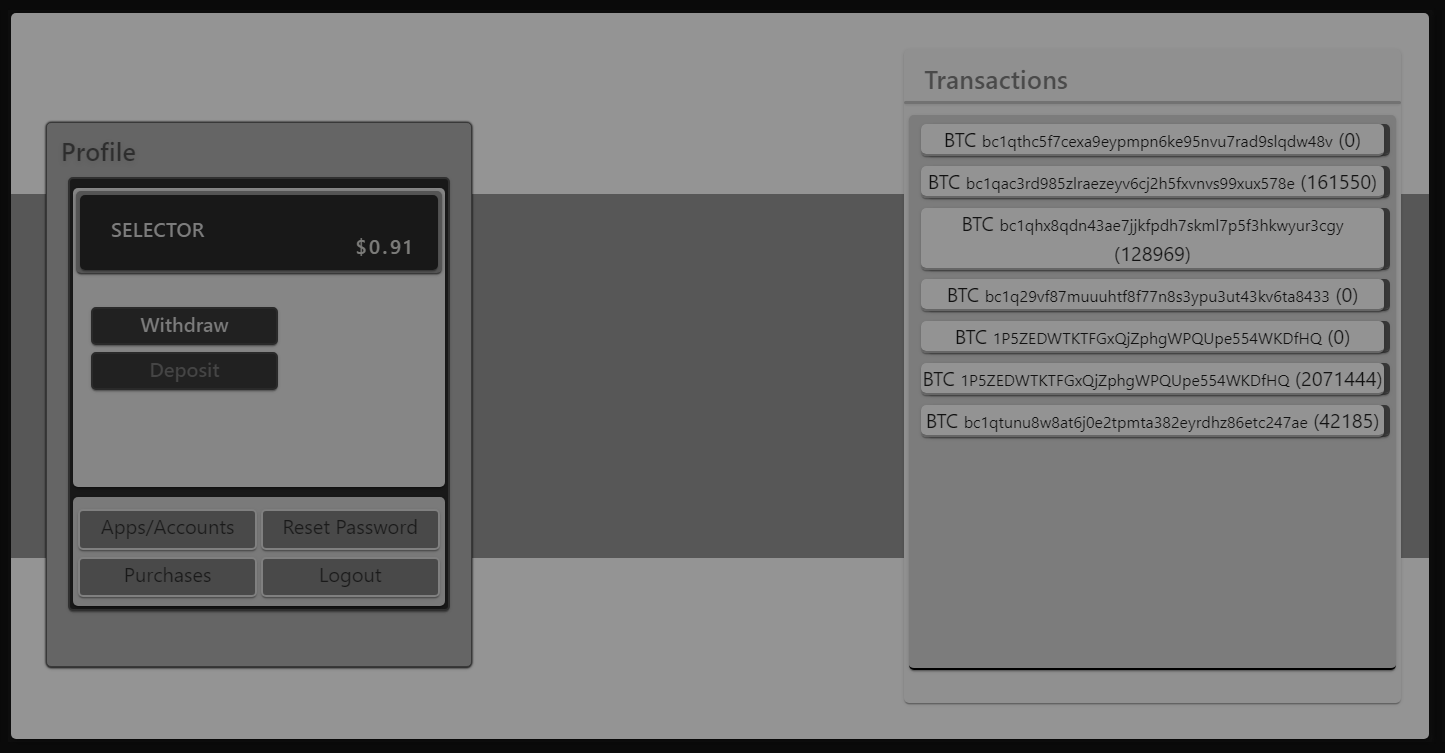 Profile
SELECTOR
$0.91
Withdraw
Deposit
Apps/Accounts
Reset Password
Purchases
Logout
Transactions
BTC bc1qthc5f7cexa9eypmpn6ke95nvu7rad9slqdw48v (0)
BTC bc1qac3rd985zlraezeyv6cj2h5fxvnvs99xux578e (161550)
BTC bc1qhx8qdn43ae7jjkfpdh7skml7p5f3hkwyur3cgy
(128969)
BTC bc1q29vf87muuuhtf8f77n8s3ypu3ut43kv6ta8433 (0)
BTC 1P5ZEDWTKTFGxQjZphgWPQUpe554WKDfHQ (0)
BTC 1P5ZEDWTKTFGxQjZphgWPQUpe554WKDfHQ (2071444)
BTC bc1qtunu8w8at6j0e2tpmta382eyrdhz86etc247ae (42185)